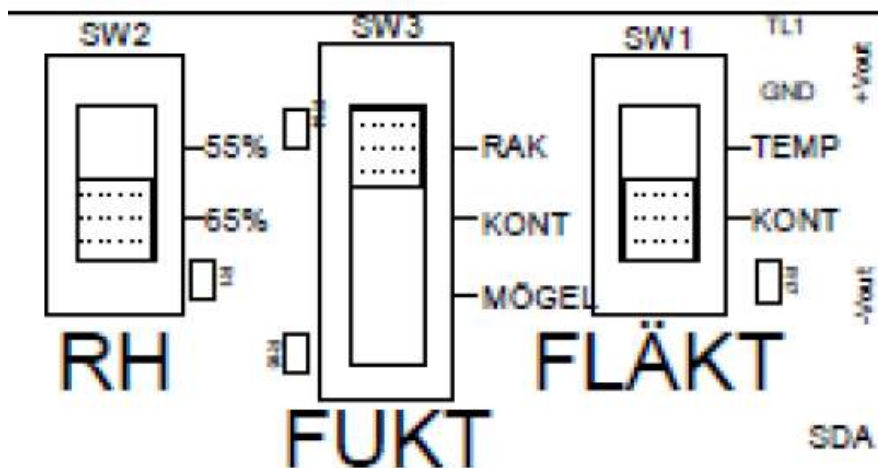 SW2
SW3
SW1
TL1
+Vout
GND
55%
RAK
TEMP
65%
KONT
KONT
MÖGEL
-Vout
RH
FLÄKT
FUKT
SDA